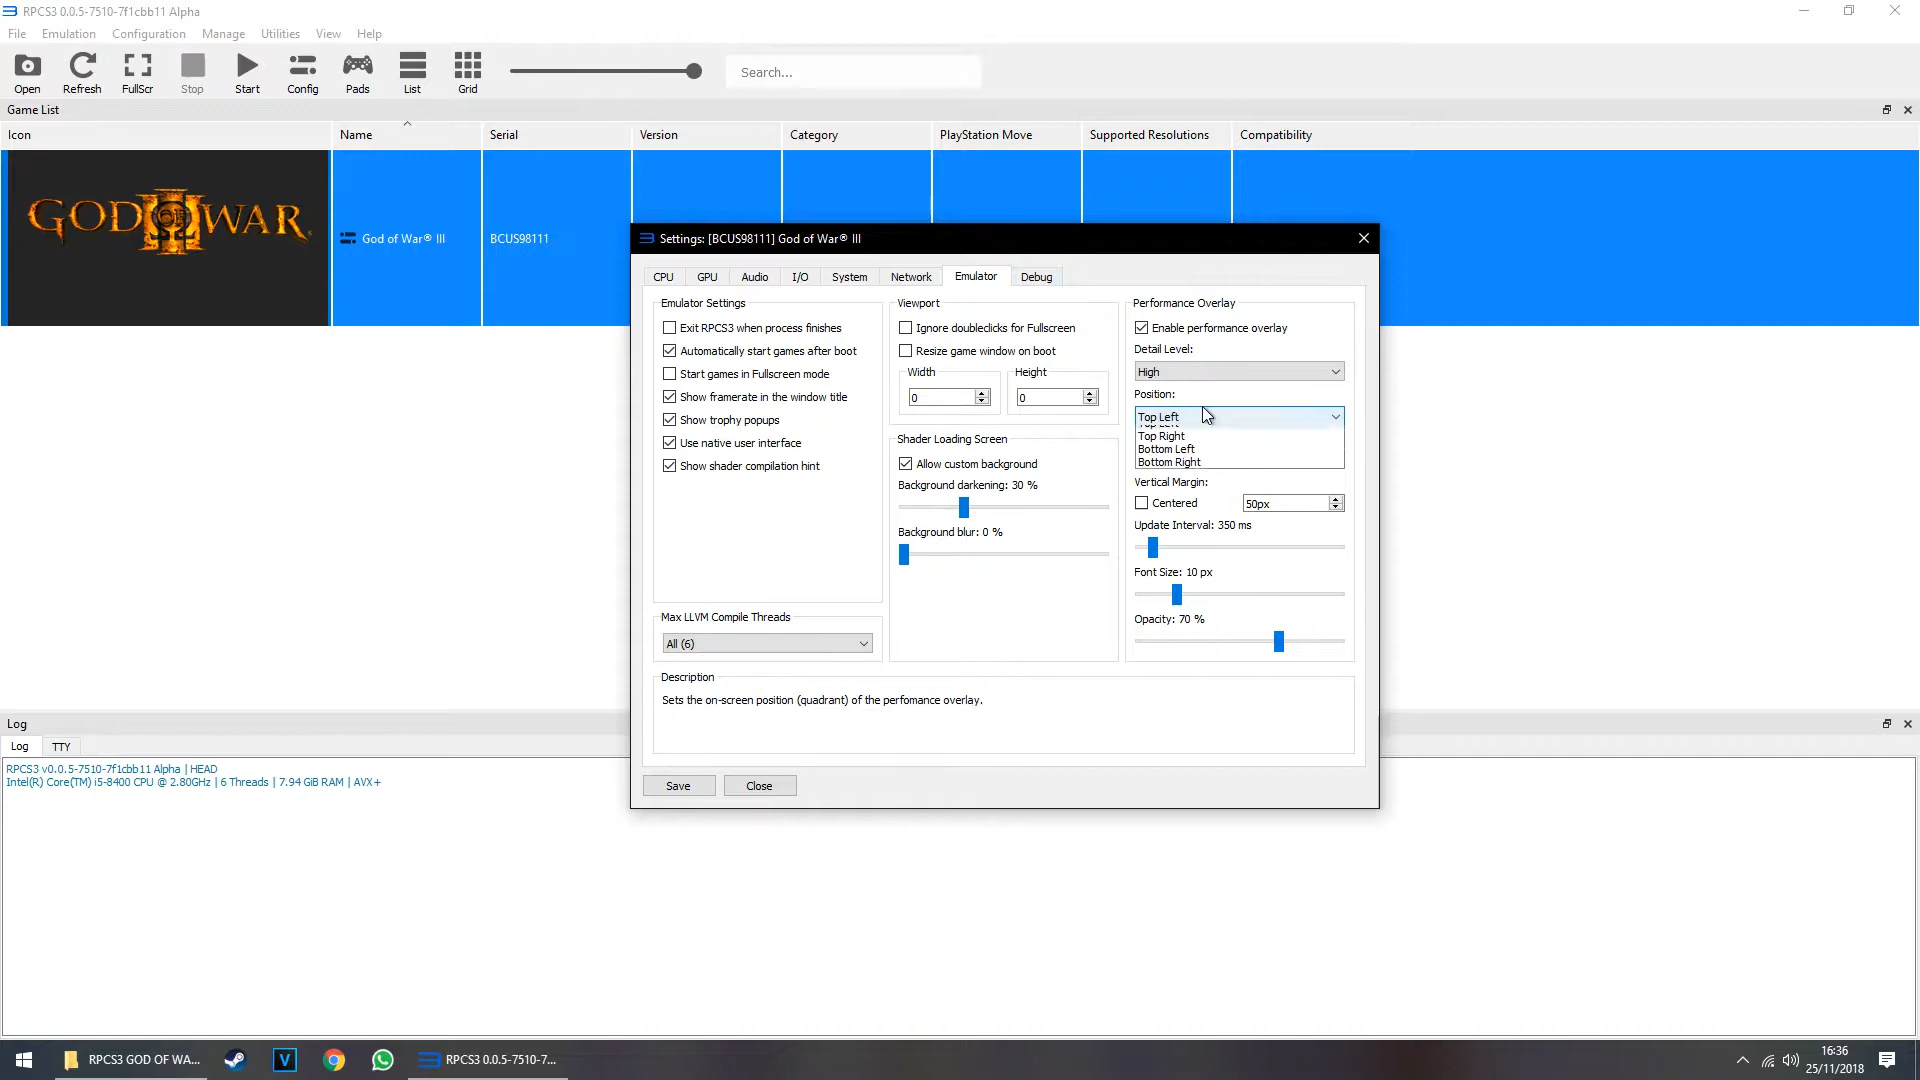 RPCS3 0.0.5-7510-7f1cbb11 Alpha
File Emulation Configuration Manage Utilities View Help
Open Refresh FullScr Stop Start Config Pads List Grid
Search...
Game List
Icon Name Serial Version Category PlayStation Move Supported Resolutions Compatibility
GOD OF WAR III
God of War® III BCUS98111
Settings: [BCUS98111] God of War® III
CPU GPU Audio I/O System Network Emulator Debug
Emulator Settings
Exit RPCS3 when process finishes
Automatically start games after boot
Start games in Fullscreen mode
Show framerate in the window title
Show trophy popups
Use native user interface
Show shader compilation hint
Max LLVM Compile Threads
All (6)
Viewport
Ignore doubleclicks for Fullscreen
Resize game window on boot
Width Height
0 0
Shader Loading Screen
Allow custom background
Background darkening: 30 %
Background blur: 0 %
Performance Overlay
Enable performance overlay
Detail Level:
High
Position:
Top Left
Top Left
Top Right
Bottom Left
Bottom Right
Vertical Margin:
Centered 50px
Update Interval: 350 ms
Font Size: 10 px
Opacity: 70 %
Description
Sets the on-screen position (quadrant) of the perfomance overlay.
Save Close
Log
Log TTY
RPCS3 v0.0.5-7510-7f1cbb11 Alpha | HEAD
Intel(R) Core(TM) i5-8400 CPU @ 2.80GHz | 6 Threads | 7.94 GiB RAM | AVX+
RPCS3 GOD OF WA... V RPCS3 0.0.5-7510-7...
16:36
25/11/2018